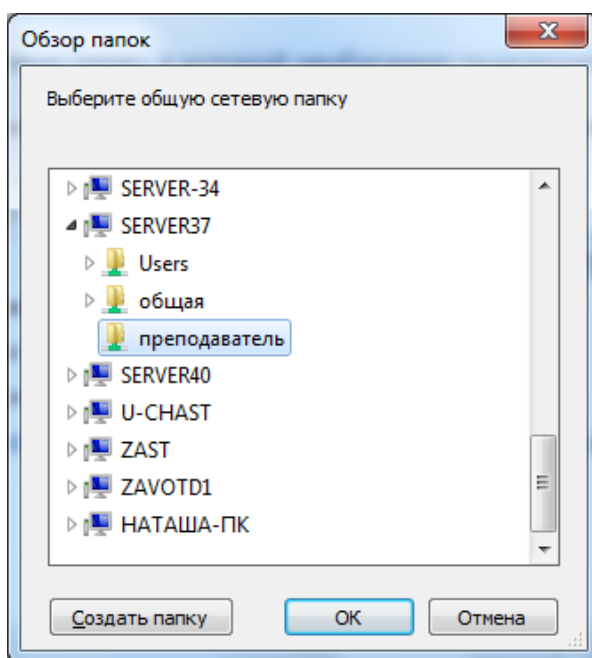 Обзор папок
Выберите общую сетевую папку
SERVER-34
SERVER37
Users
общая
преподаватель
SERVER40
U-CHAST
ZAST
ZAVOTD1
НАТАША-ПК
Создать папку
ОК
Отмена